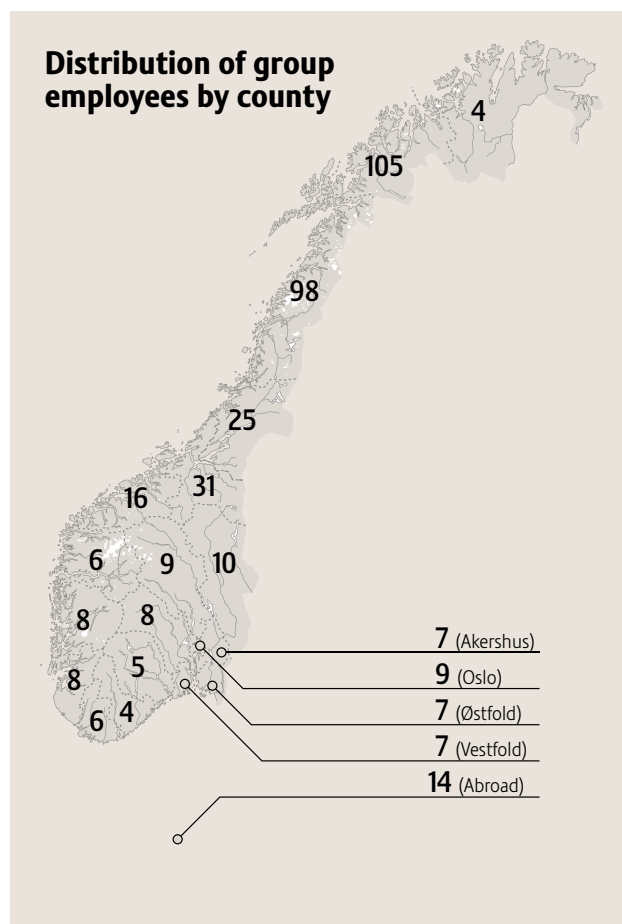 Distribution of group
employees by county
4
105
98
25
31
16
6
9
10
8
8
8
5
6
4
7 (Akershus)
9 (Oslo)
7 (Østfold)
7 (Vestfold)
14 (Abroad)